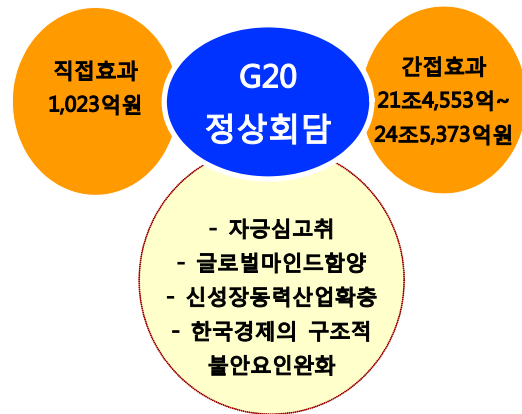 직접효과
1,023억원
G20
정상회담
간접효과
21조4,553억~
24조5,373억원
- 자긍심고취
- 글로벌마인드함양
- 신성장동력산업확충
- 한국경제의 구조적
불안요인완화